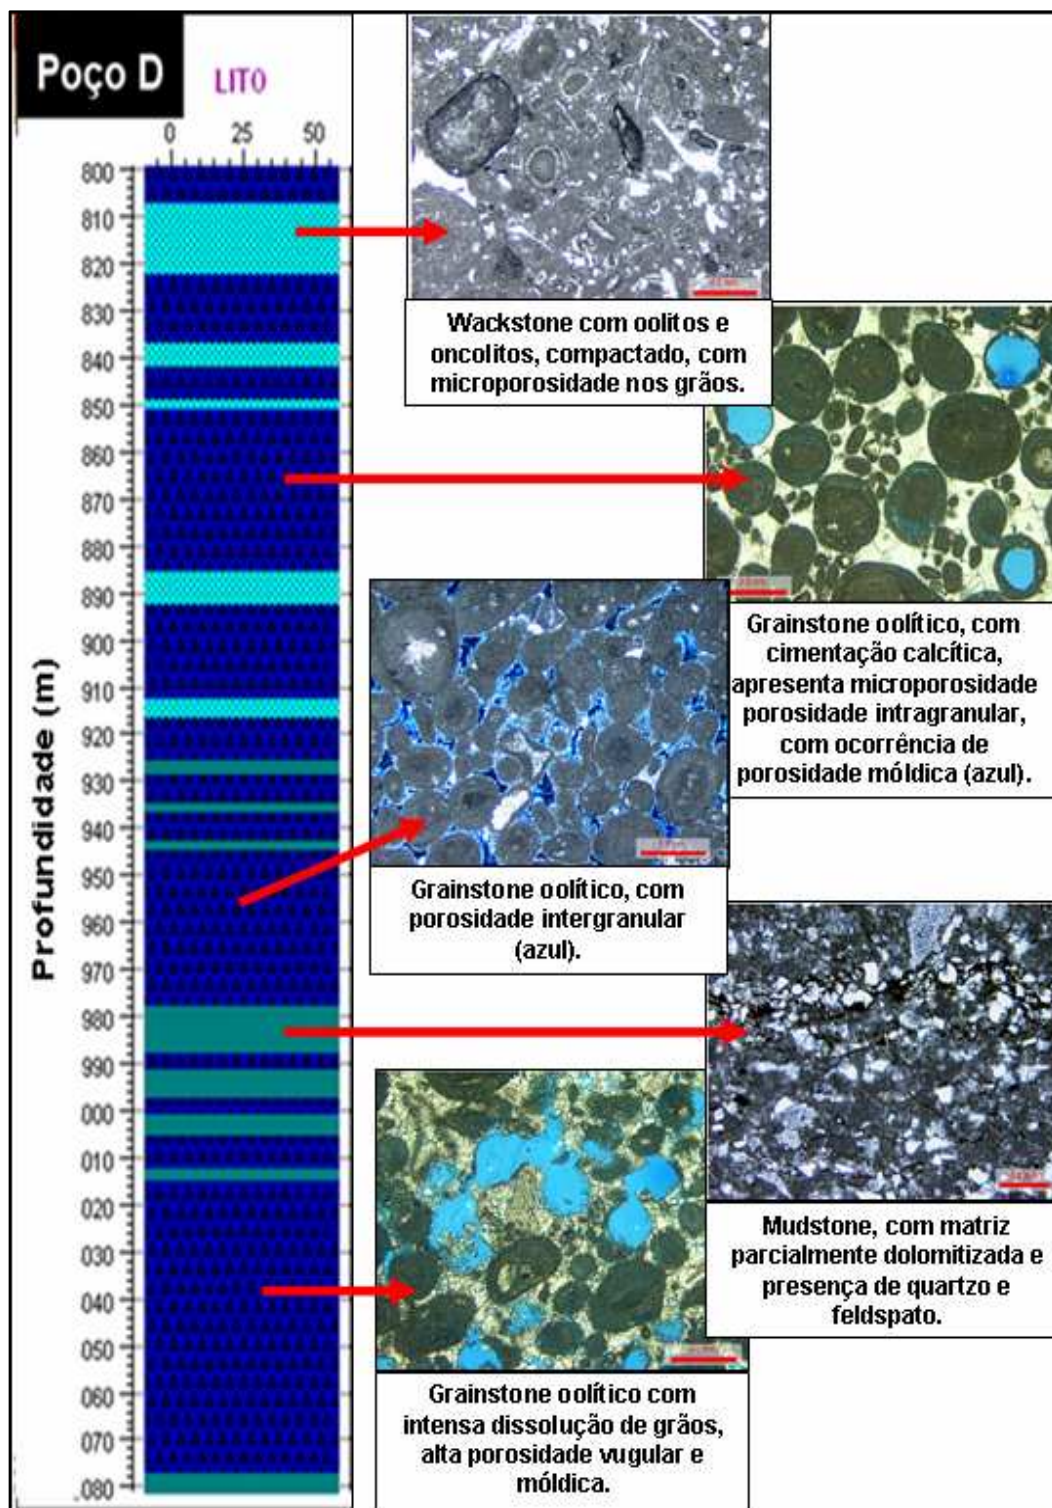 Poço D
LITO
0 25 50
Profundidade (m)
800
810
820
830
840
850
860
870
880
890
900
910
920
930
940
950
960
970
980
990
000
010
020
030
040
050
060
070
.080
Wackstone com oolitos e
oncolitos, compactado, com
microporosidade nos grãos.
Grainstone oolítico, com
cimentação calcítica,
apresenta microporosidade
porosidade intragranular,
com ocorrência de
porosidade móldica (azul).
Grainstone oolítico, com
porosidade intergranular
(azul).
Mudstone, com matriz
parcialmente dolomitizada e
presença de quartzo e
feldspato.
Grainstone oolítico com
intensa dissolução de grãos,
alta porosidade vugular e
móldica.